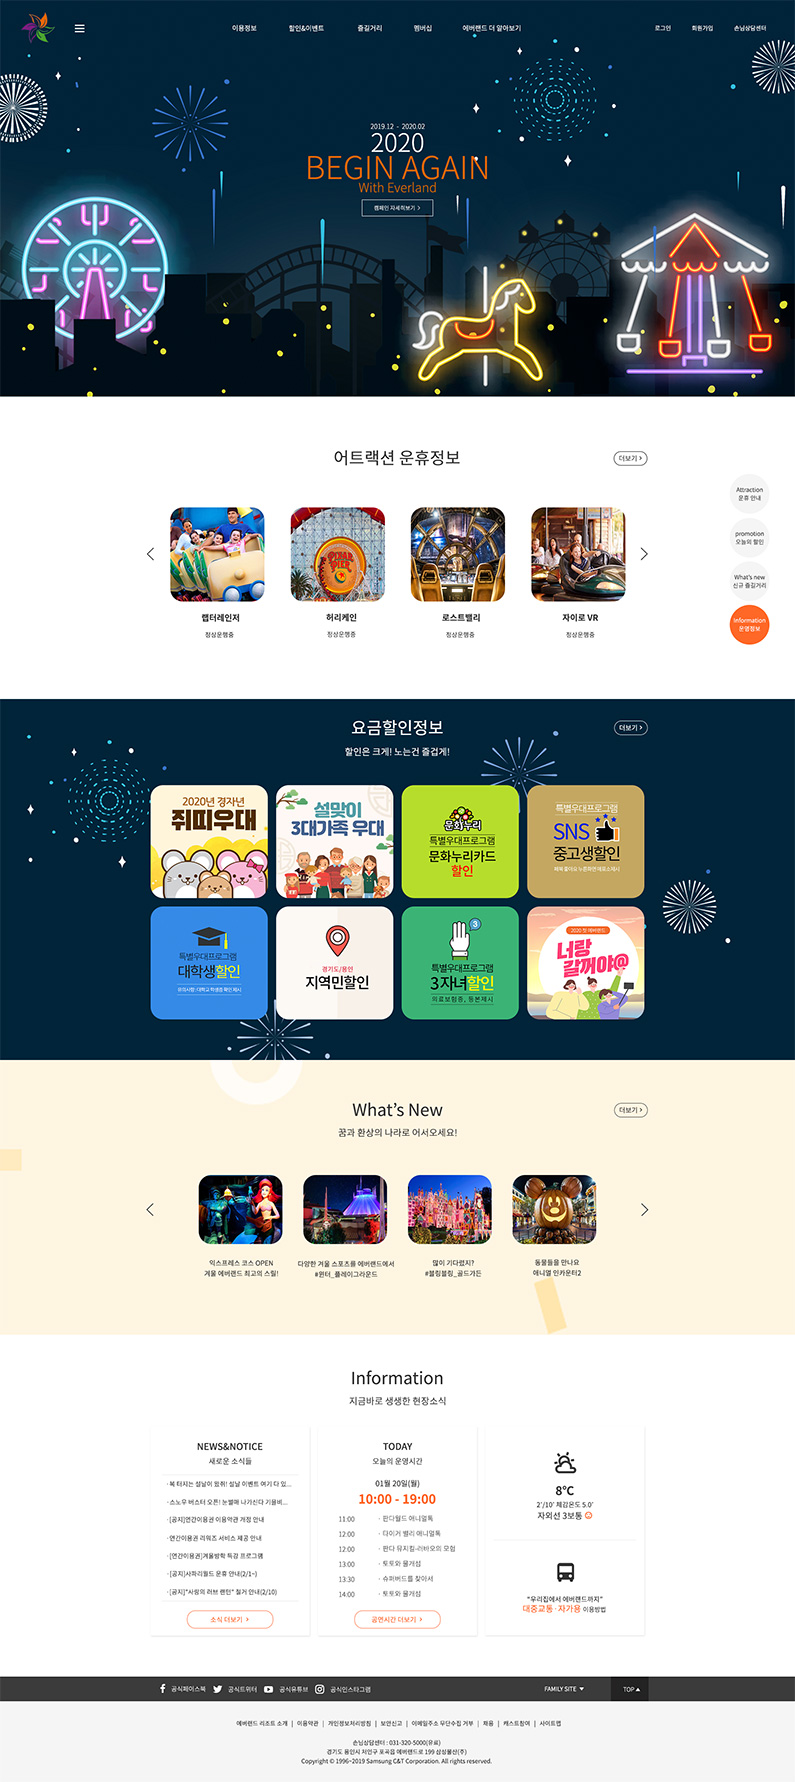 이용정보
할인&이벤트
즐길거리
멤버십
에버랜드 더 알아보기
로그인
회원가입
손님상담센터
2019.12 - 2020.02
2020
BEGIN AGAIN
With Everland
캠페인 자세히보기 >
어트랙션 운휴정보
더보기 >
Attraction
운휴 안내
promotion
오늘의 할인
What's new
신규 즐길거리
Information
운영정보
PIXAR
PIER
랩터레인저
정상운행중
허리케인
정상운행중
로스트밸리
정상운행중
자이로 VR
정상운행중
요금할인정보
더보기 >
할인은 크게! 노는건 즐겁게!
2020년 경자년
쥐띠우대
설맞이
3대가족 우대
문화누리
특별우대프로그램
문화누리카드
할인
특별우대프로그램
SNS
중고생할인
특별우대프로그램
대학생할인
경기도/용인
지역민할인
3
특별우대프로그램
3자녀할인
의료보험증, 등본제시
2020 첫 에버랜드
너랑
갈꺼야@
What's New
더보기 >
꿈과 환상의 나라로 어서오세요!
익스프레스 코스 OPEN
겨울 에버랜드 최고의 스릴!
다양한 겨울 스포츠를 에버랜드에서
#윈터_플레이그라운드
많이 기다렸지?
#블링블링_골드가든
동물들을 만나요
애니멀 인카운터2
Information
지금바로 생생한 현장소식
NEWS&NOTICE
새로운 소식들
· 복 터지는 설날이 왔쥐! 설날 이벤트 여기 다 있...
· 스노우 버스터 오픈! 눈썰매 나가신다 기올비...
· [공지]연간이용권 이용약관 개정 안내
· 연간이용권 리워즈 서비스 제공 안내
· [연간이용권]겨울방학 특강 프로그램
· [공지]사파리월드 운휴 안내(2/1~)
· [공지]"사랑의 러브 랜턴" 철거 안내(2/10)
소식 더보기 >
TODAY
오늘의 운영시간
01월 20일(월)
10:00 - 19:00
11:00 · 판다월드 애니멀톡
12:00 · 타이거 밸리 애니멀톡
12:00 · 판다 뮤지컬-러바오의 모험
13:00 · 토토와 물개섬
13:30 · 슈퍼버드를 찾아서
14:00 · 토토와 물개섬
공연시간 더보기 >
8℃
2˚/10˚ 체감온도 5.0˚
자외선 3보통
"우리집에서 에버랜드까지"
대중교통·자가용 이용방법
공식페이스북
공식트위터
공식유튜브
공식인스타그램
FAMILY SITE ▼
TOP ▲
에버랜드 리조트 소개 | 이용약관 | 개인정보처리방침 | 보안신고 | 이메일주소 무단수집 거부 | 채용 | 캐스트참여 | 사이트맵
손님상담센터 : 031-320-5000(유료)
경기도 용인시 처인구 포곡읍 에버랜드로 199 삼성물산(주)
Copyright © 1996~2019 Samsung C&T Corporation. All rights reserved.